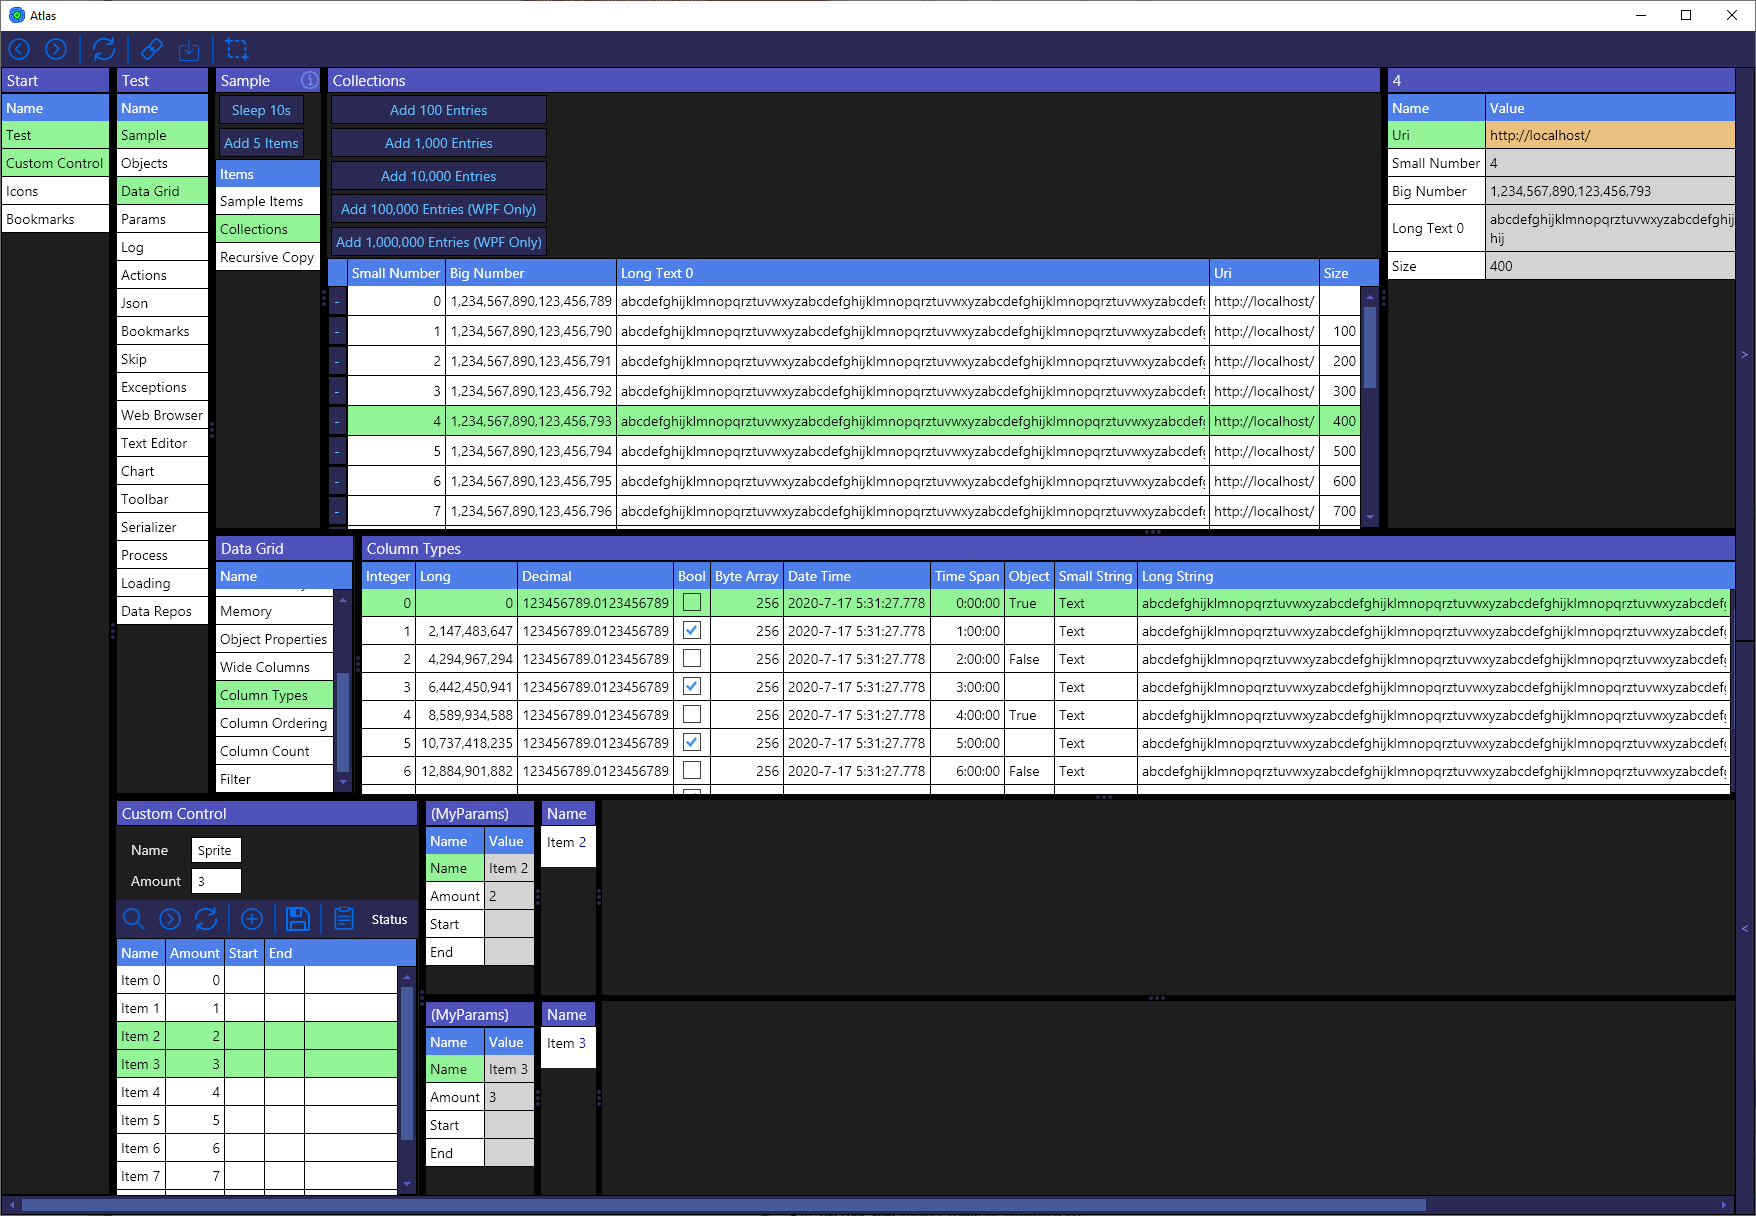 Atlas
Start
Name
Test
Custom Control
Icons
Bookmarks
Test
Name
Sample
Objects
Data Grid
Params
Log
Actions
Json
Bookmarks
Skip
Exceptions
Web Browser
Text Editor
Chart
Toolbar
Serializer
Process
Loading
Data Repos
Sample
Sleep 10s
Add 5 Items
Items
Sample Items
Collections
Recursive Copy
Collections
Add 100 Entries
Add 1,000 Entries
Add 10,000 Entries
Add 100,000 Entries (WPF Only)
Add 1,000,000 Entries (WPF Only)
Small Number Big Number Long Text 0 Uri Size
- 0 1,234,567,890,123,456,789 abcdefghijklmnopqrztuvwxyzabcdefghijklmnopqrztuvwxyzabcdefghijklmnopqrztuvwxyzabcdef http://localhost/
- 1 1,234,567,890,123,456,790 abcdefghijklmnopqrztuvwxyzabcdefghijklmnopqrztuvwxyzabcdefghijklmnopqrztuvwxyzabcdef http://localhost/ 100
- 2 1,234,567,890,123,456,791 abcdefghijklmnopqrztuvwxyzabcdefghijklmnopqrztuvwxyzabcdefghijklmnopqrztuvwxyzabcdef http://localhost/ 200
- 3 1,234,567,890,123,456,792 abcdefghijklmnopqrztuvwxyzabcdefghijklmnopqrztuvwxyzabcdefghijklmnopqrztuvwxyzabcdef http://localhost/ 300
- 4 1,234,567,890,123,456,793 abcdefghijklmnopqrztuvwxyzabcdefghijklmnopqrztuvwxyzabcdefghijklmnopqrztuvwxyzabcdef http://localhost/ 400
- 5 1,234,567,890,123,456,794 abcdefghijklmnopqrztuvwxyzabcdefghijklmnopqrztuvwxyzabcdefghijklmnopqrztuvwxyzabcdef http://localhost/ 500
- 6 1,234,567,890,123,456,795 abcdefghijklmnopqrztuvwxyzabcdefghijklmnopqrztuvwxyzabcdefghijklmnopqrztuvwxyzabcdef http://localhost/ 600
- 7 1,234,567,890,123,456,796 abcdefghijklmnopqrztuvwxyzabcdefghijklmnopqrztuvwxyzabcdefghijklmnopqrztuvwxyzabcdef http://localhost/ 700
4
Name Value
Uri http://localhost/
Small Number 4
Big Number 1,234,567,890,123,456,793
Long Text 0 abcdefghijklmnopqrztuvwxyzabcdefghij
hij
Size 400
Data Grid
Name
Memory
Object Properties
Wide Columns
Column Types
Column Ordering
Column Count
Filter
Column Types
Integer Long Decimal Bool Byte Array Date Time Time Span Object Small String Long String
0 0 123456789.0123456789 256 2020-7-17 5:31:27.778 0:00:00 True Text abcdefghijklmnopqrztuvwxyzabcdefghijklmnopqrztuvwxyzabcdefghijklmnopqrztuvwxyzabcdef
1 2,147,483,647 123456789.0123456789 256 2020-7-17 5:31:27.778 1:00:00 Text abcdefghijklmnopqrztuvwxyzabcdefghijklmnopqrztuvwxyzabcdefghijklmnopqrztuvwxyzabcdef
2 4,294,967,294 123456789.0123456789 256 2020-7-17 5:31:27.778 2:00:00 False Text abcdefghijklmnopqrztuvwxyzabcdefghijklmnopqrztuvwxyzabcdefghijklmnopqrztuvwxyzabcdef
3 6,442,450,941 123456789.0123456789 256 2020-7-17 5:31:27.778 3:00:00 Text abcdefghijklmnopqrztuvwxyzabcdefghijklmnopqrztuvwxyzabcdefghijklmnopqrztuvwxyzabcdef
4 8,589,934,588 123456789.0123456789 256 2020-7-17 5:31:27.778 4:00:00 True Text abcdefghijklmnopqrztuvwxyzabcdefghijklmnopqrztuvwxyzabcdefghijklmnopqrztuvwxyzabcdef
5 10,737,418,235 123456789.0123456789 256 2020-7-17 5:31:27.778 5:00:00 Text abcdefghijklmnopqrztuvwxyzabcdefghijklmnopqrztuvwxyzabcdefghijklmnopqrztuvwxyzabcdef
6 12,884,901,882 123456789.0123456789 256 2020-7-17 5:31:27.778 6:00:00 False Text abcdefghijklmnopqrztuvwxyzabcdefghijklmnopqrztuvwxyzabcdefghijklmnopqrztuvwxyzabcdef
Custom Control
Name Sprite
Amount 3
Status
Name Amount Start End
Item 0 0
Item 1 1
Item 2 2
Item 3 3
Item 4 4
Item 5 5
Item 6 6
Item 7 7
(MyParams)
Name Value
Name Item 2
Amount 2
Start
End
Name
Item 2
(MyParams)
Name Value
Name Item 3
Amount 3
Start
End
Name
Item 3